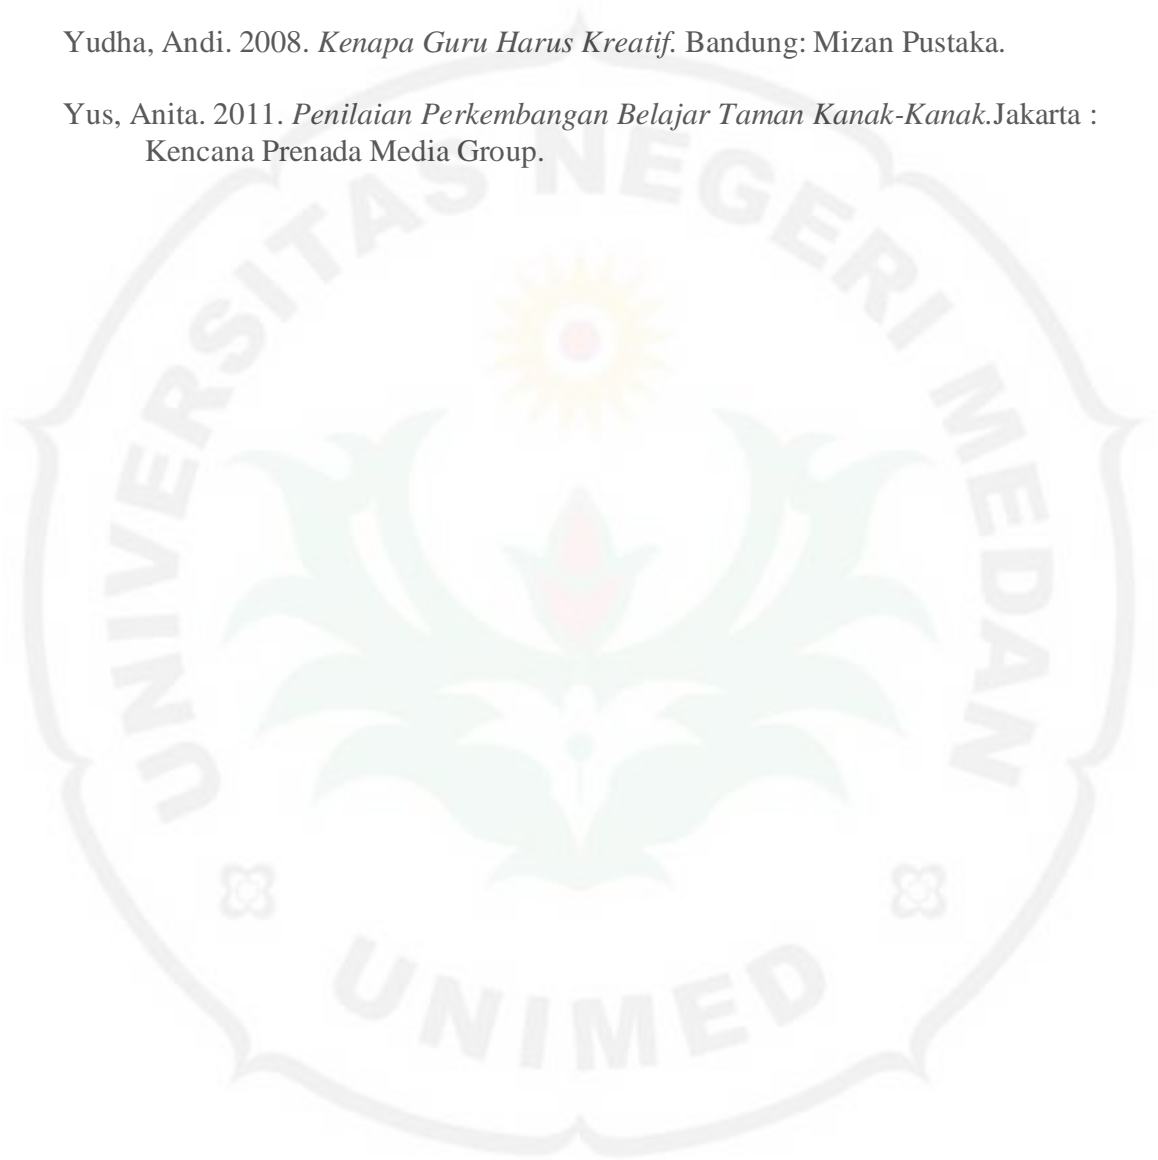 Yudha, Andi. 2008. Kenapa Guru Harus Kreatif. Bandung: Mizan Pustaka.
Yus, Anita. 2011. Penilaian Perkembangan Belajar Taman Kanak-Kanak.Jakarta :
Kencana Prenada Media Group.
UNIVERSITAS NEGERI MEDAN
UNIMED